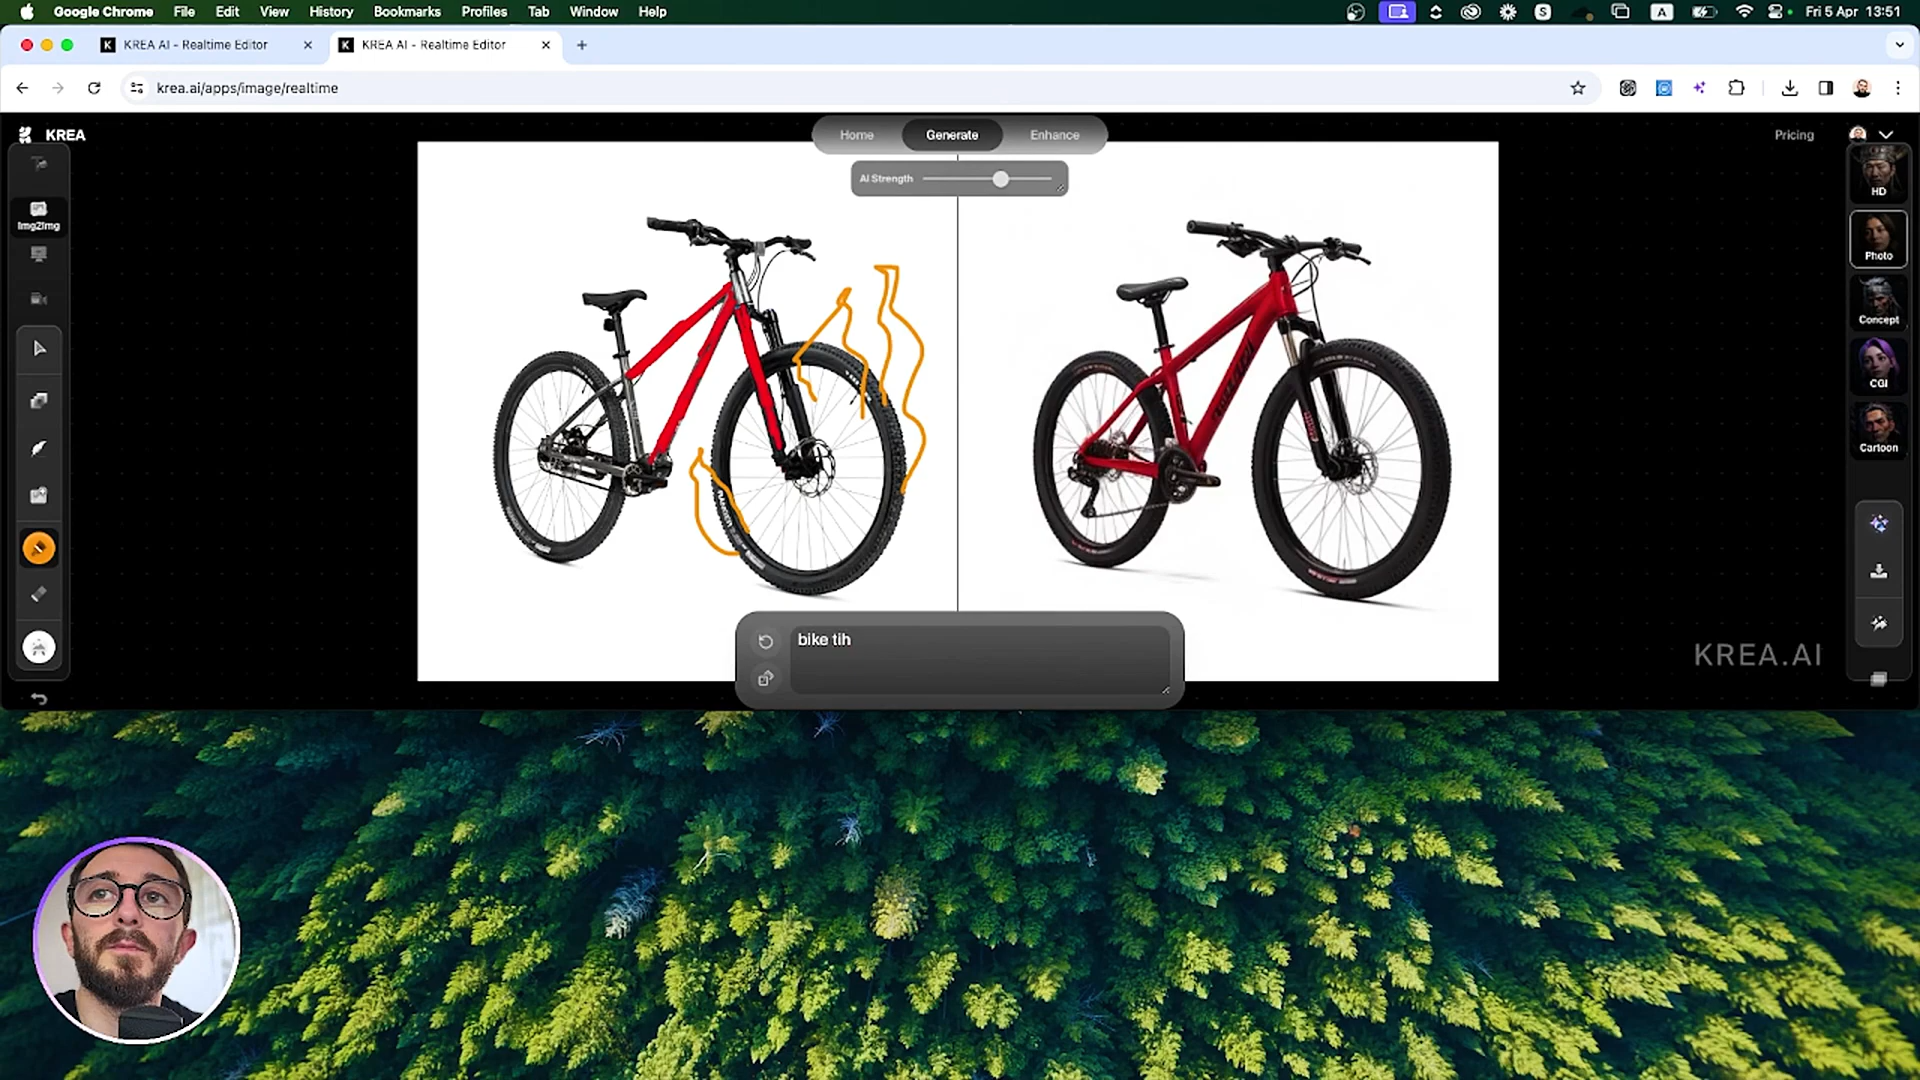 Google Chrome File Edit View History Bookmarks Profiles Tab Window Help
A
Fri 5 Apr 13:51
KREA AI - Realtime Editor
KREA AI - Realtime Editor
krea.ai/apps/image/realtime
KREA
Home Generate Enhance
Pricing
AI Strength
Img2Img
HD
Photo
Concept
CGI
Cartoon
RANGER
bike tih
KREA.AI